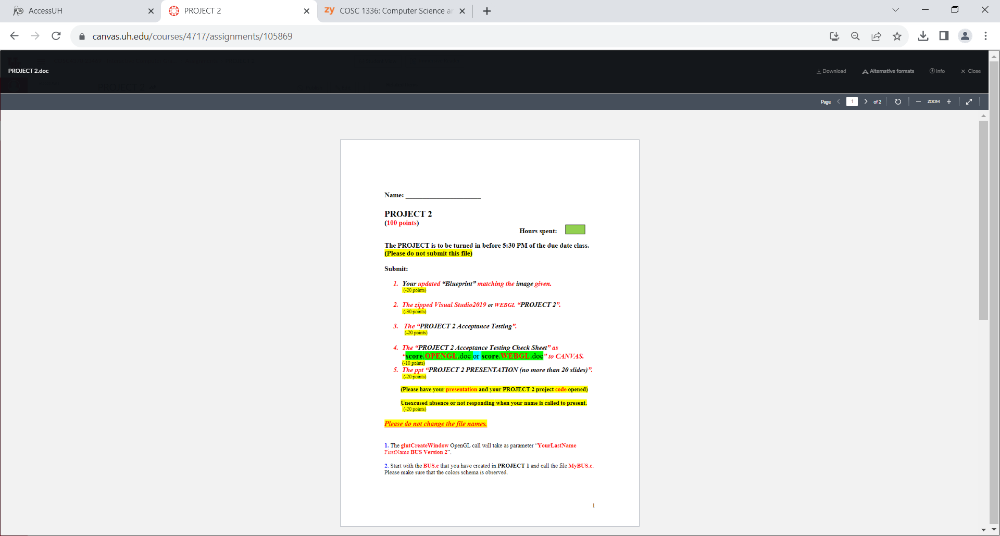 AccessUH
PROJECT 2
zy COSC 1336: Computer Science ar
canvas.uh.edu/courses/4717/assignments/105869
PROJECT 2.doc
Download
Alternative formats
Info
Close
PROJECT 2
Page 1 of 2 ZOOM
Name: ______________________
PROJECT 2
(100 points)
Hours spent:
The PROJECT is to be turned in before 5:30 PM of the due date class.
(Please do not submit this file)
Submit:
1. Your updated “Blueprint” matching the image given.
(-20 points)
2. The zipped Visual Studio2019 or WEBGL “PROJECT 2”.
(-30 points)
3. The “PROJECT 2 Acceptance Testing”.
(-20 points)
4. The “PROJECT 2 Acceptance Testing Check Sheet” as
“score.OPENGL.doc or score.WEBGL.doc” to CANVAS.
(-10 points)
5. The ppt “PROJECT 2 PRESENTATION (no more than 20 slides)”.
(-20 points)
(Please have your presentation and your PROJECT 2 project code opened)
Unexcused absence or not responding when your name is called to present.
(-20 points)
Please do not change the file names.
1. The glutCreateWindow OpenGL call will take as parameter "YourLastName
FirstName BUS Version 2".
2. Start with the BUS.c that you have created in PROJECT 1 and call the file MyBUS.c.
Please make sure that the colors schema is observed.
1